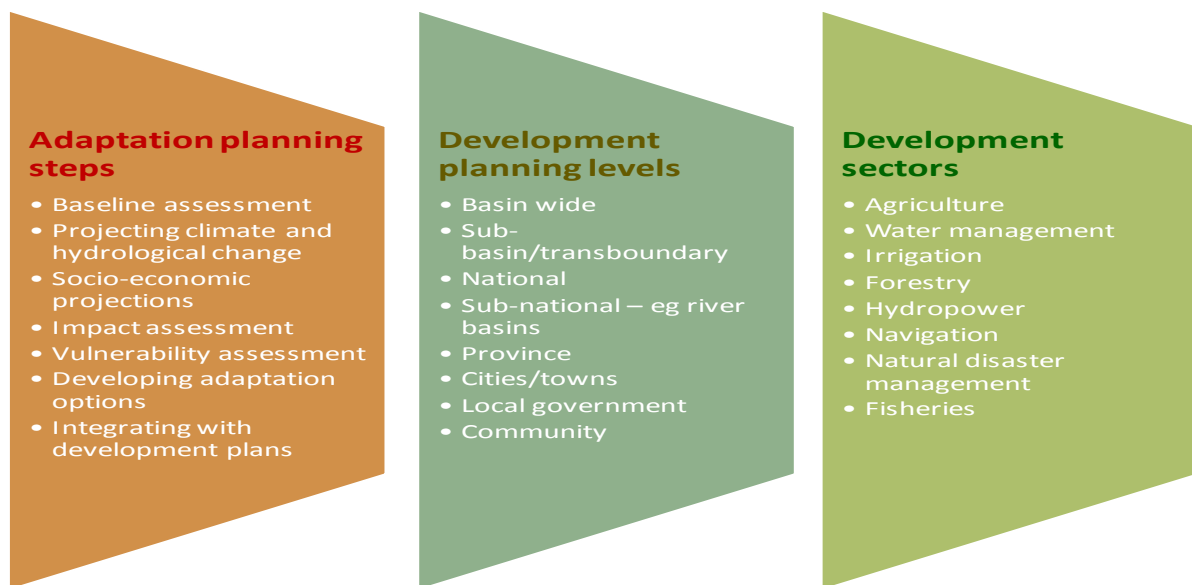 Adaptation planning
steps
• Baseline assessment
• Projecting climate and
hydrological change
• Socio-economic
projections
• Impact assessment
• Vulnerability assessment
• Developing adaptation
options
• Integrating with
development plans
Development
planning levels
• Basin wide
• Sub-
basin/transboundary
• National
• Sub-national – eg river
basins
• Province
• Cities/towns
• Local government
• Community
Development
sectors
• Agriculture
• Water management
• Irrigation
• Forestry
• Hydropower
• Navigation
• Natural disaster
management
• Fisheries